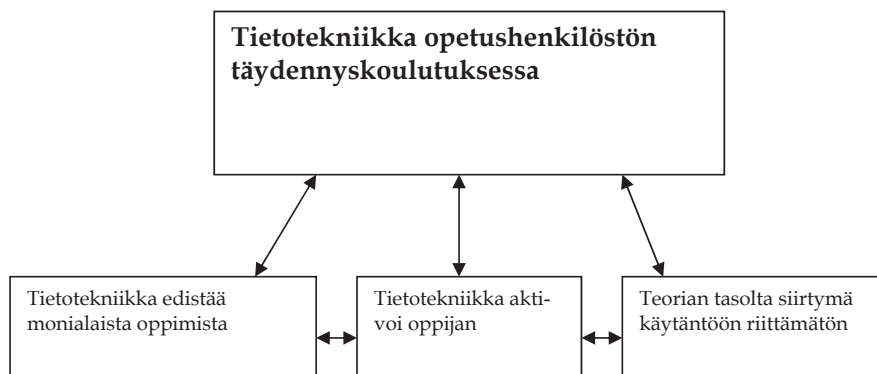 Tietotekniikka opetushenkilöstön
täydennyskoulutuksessa
Tietotekniikka edistää
monialaista oppimista
Tietotekniikka akti-
voi oppijan
Teorian tasolta siirtymä
käytäntöön riittämätön